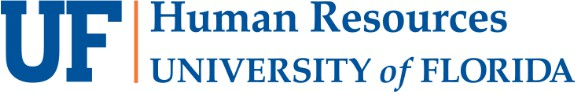 UF
Human Resources
UNIVERSITY of FLORIDA